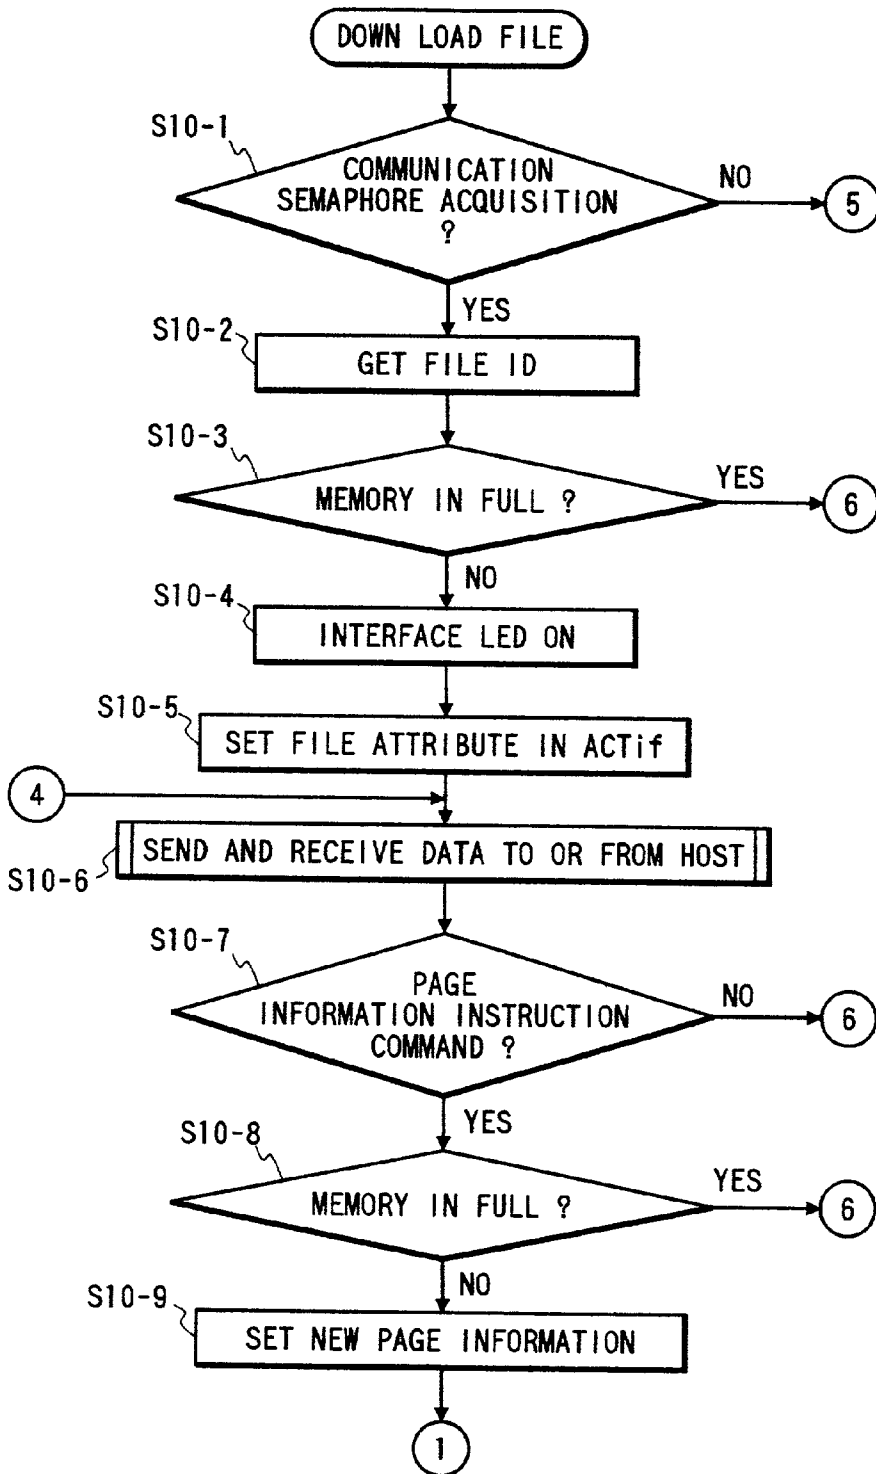 DOWN LOAD FILE
S10-1
COMMUNICATION
SEMAPHORE ACQUISITION
?
NO
5
YES
S10-2
GET FILE ID
S10-3
MEMORY IN FULL ?
YES
6
NO
S10-4
INTERFACE LED ON
S10-5
SET FILE ATTRIBUTE IN ACTif
4
SEND AND RECEIVE DATA TO OR FROM HOST
S10-6
S10-7
PAGE
INFORMATION INSTRUCTION
COMMAND ?
NO
6
YES
S10-8
MEMORY IN FULL ?
YES
6
NO
S10-9
SET NEW PAGE INFORMATION
1